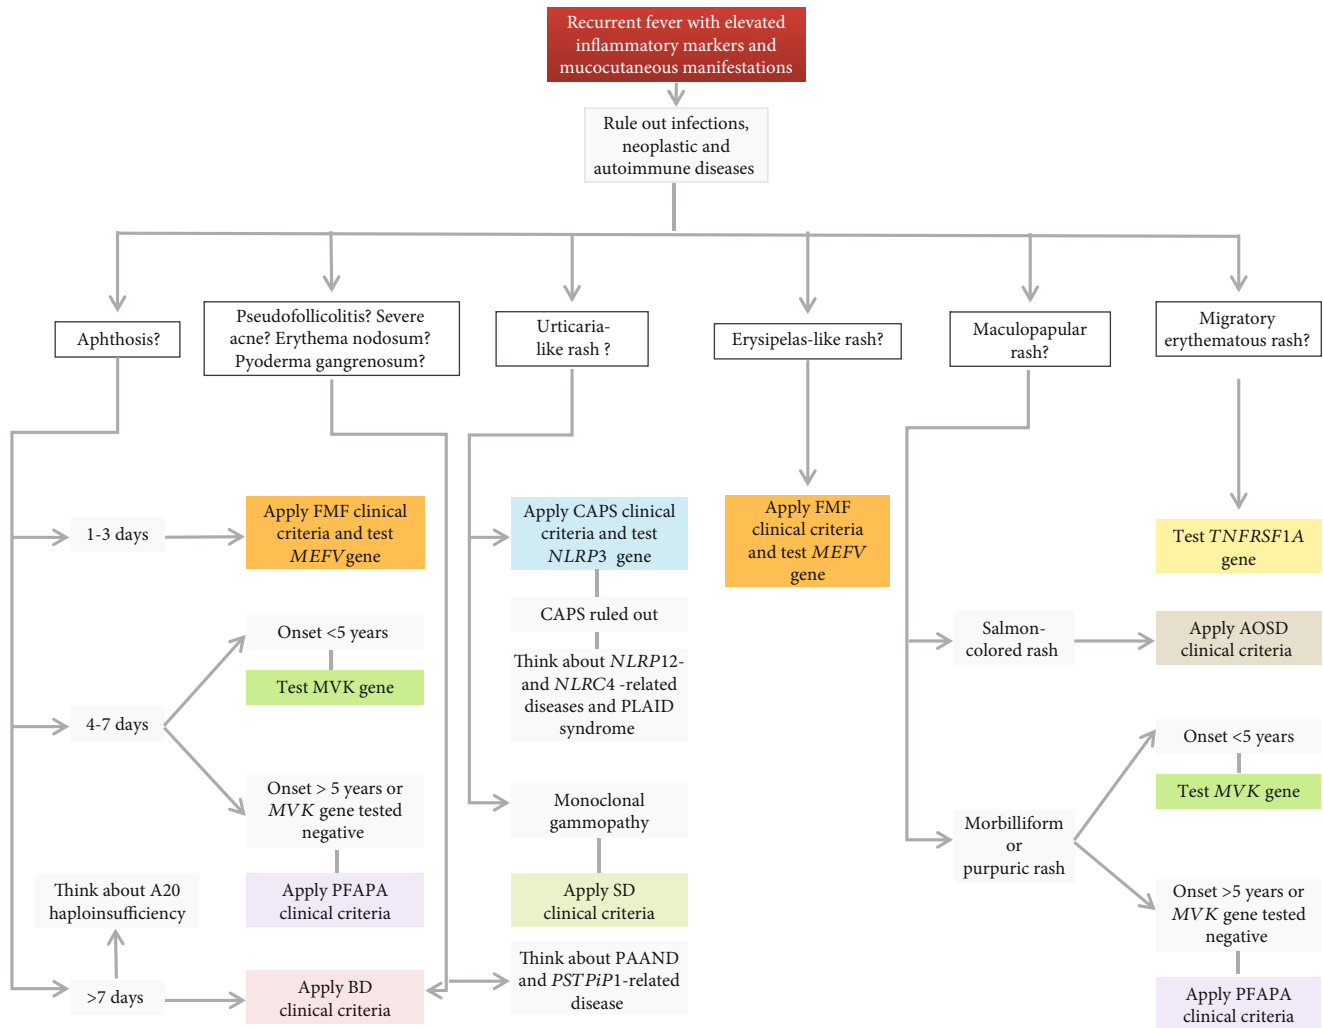 Recurrent fever with elevated
inflammatory markers and
mucocutaneous manifestations
Rule out infections,
neoplastic and
autoimmune diseases
Aphthosis?
Pseudofollicolitis? Severe
acne? Erythema nodosum?
Pyoderma gangrenosum?
Urticaria-
like rash ?
Erysipelas-like rash?
Maculopapular
rash?
Migratory
erythematous rash?
1-3 days
Apply FMF clinical
criteria and test
MEFV gene
4-7 days
Onset <5 years
Test MVK gene
Onset > 5 years or
MVK gene tested
negative
Apply PFAPA
clinical criteria
Think about A20
haploinsufficiency
>7 days
Apply BD
clinical criteria
Apply CAPS clinical
criteria and test
NLRP3 gene
CAPS ruled out
Think about NLRP12-
and NLRC4 -related
diseases and PLAID
syndrome
Monoclonal
gammopathy
Apply SD
clinical criteria
Think about PAAND
and PSTPiP1-related
disease
Apply FMF
clinical criteria
and test MEFV
gene
Salmon-
colored rash
Apply AOSD
clinical criteria
Morbilliform
or
purpuric rash
Onset <5 years
Test MVK gene
Onset >5 years or
MVK gene tested
negative
Apply PFAPA
clinical criteria
Test TNFRSF1A
gene